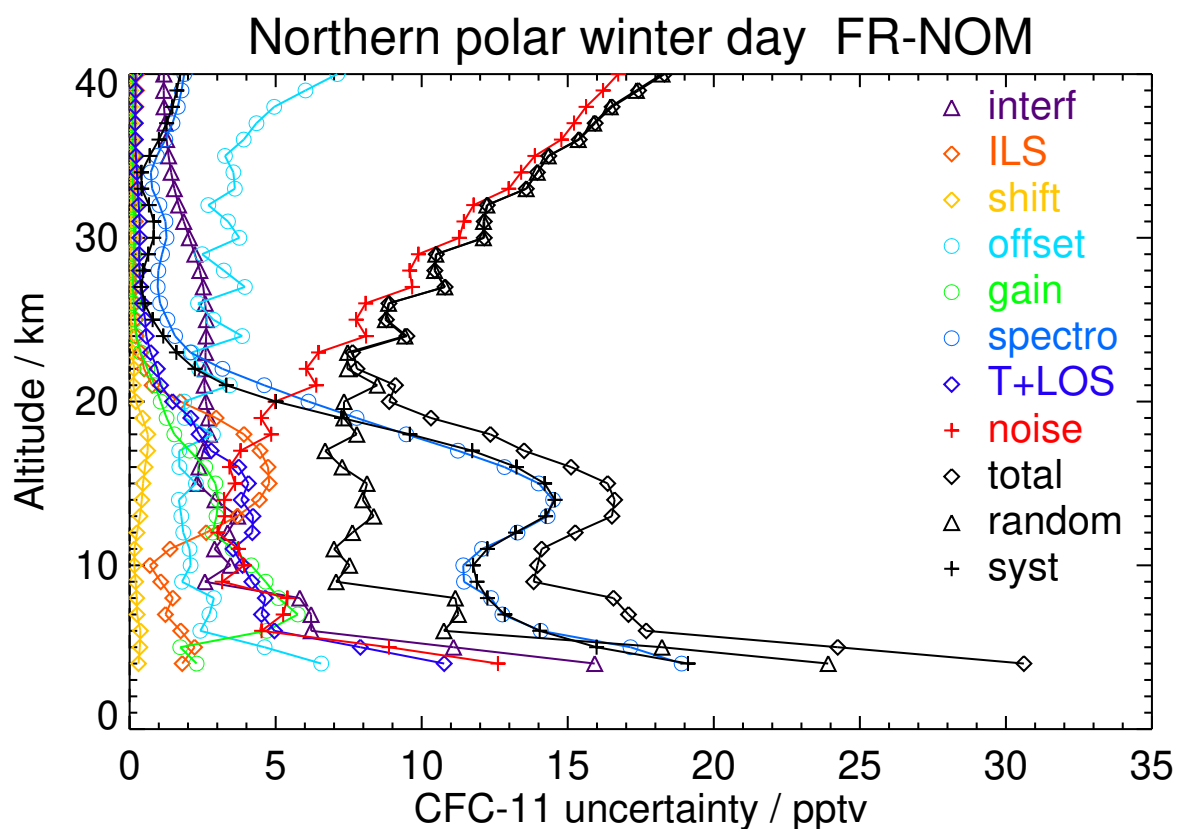 Northern polar winter day FR-NOM
40
30
20
10
0
Altitude / km
interf
ILS
shift
offset
gain
spectro
T+LOS
noise
total
random
syst
0 5 10 15 20 25 30 35
CFC-11 uncertainty / pptv